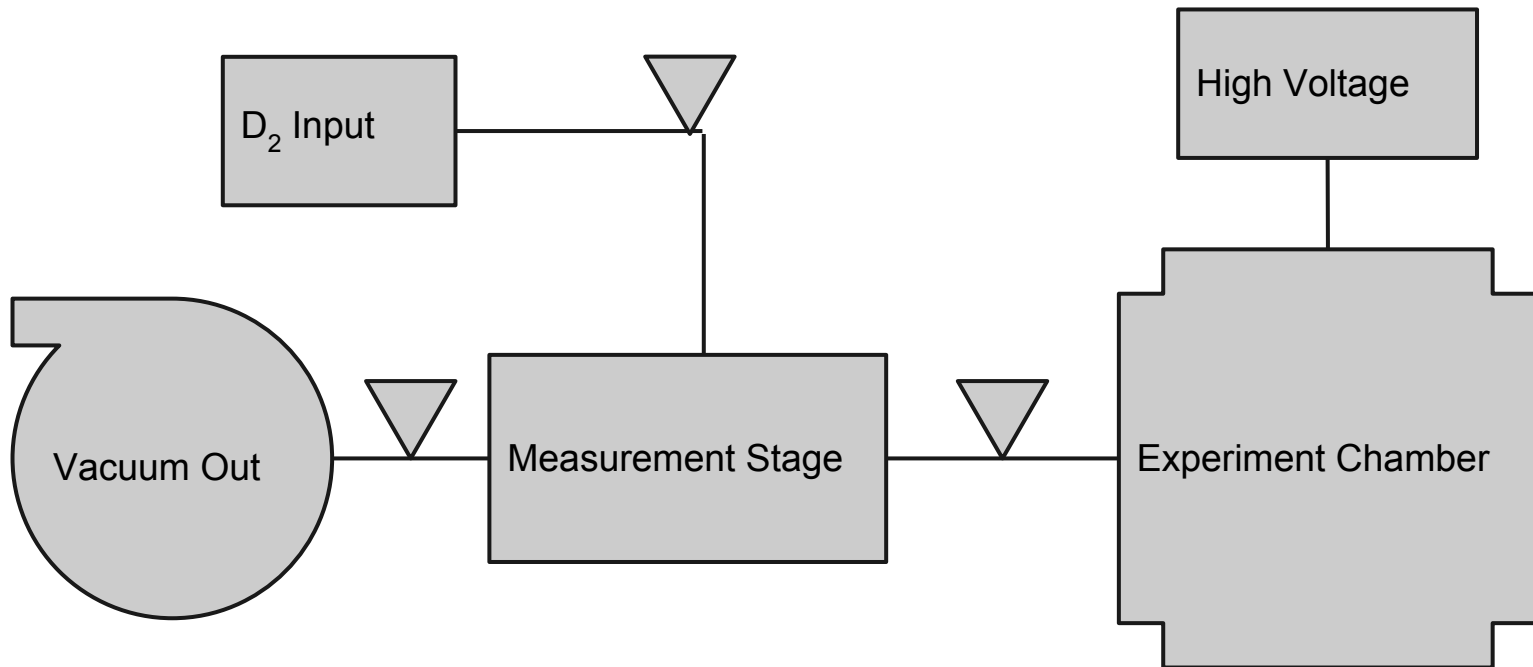 High Voltage
D₂ Input
Vacuum Out
Measurement Stage
Experiment Chamber